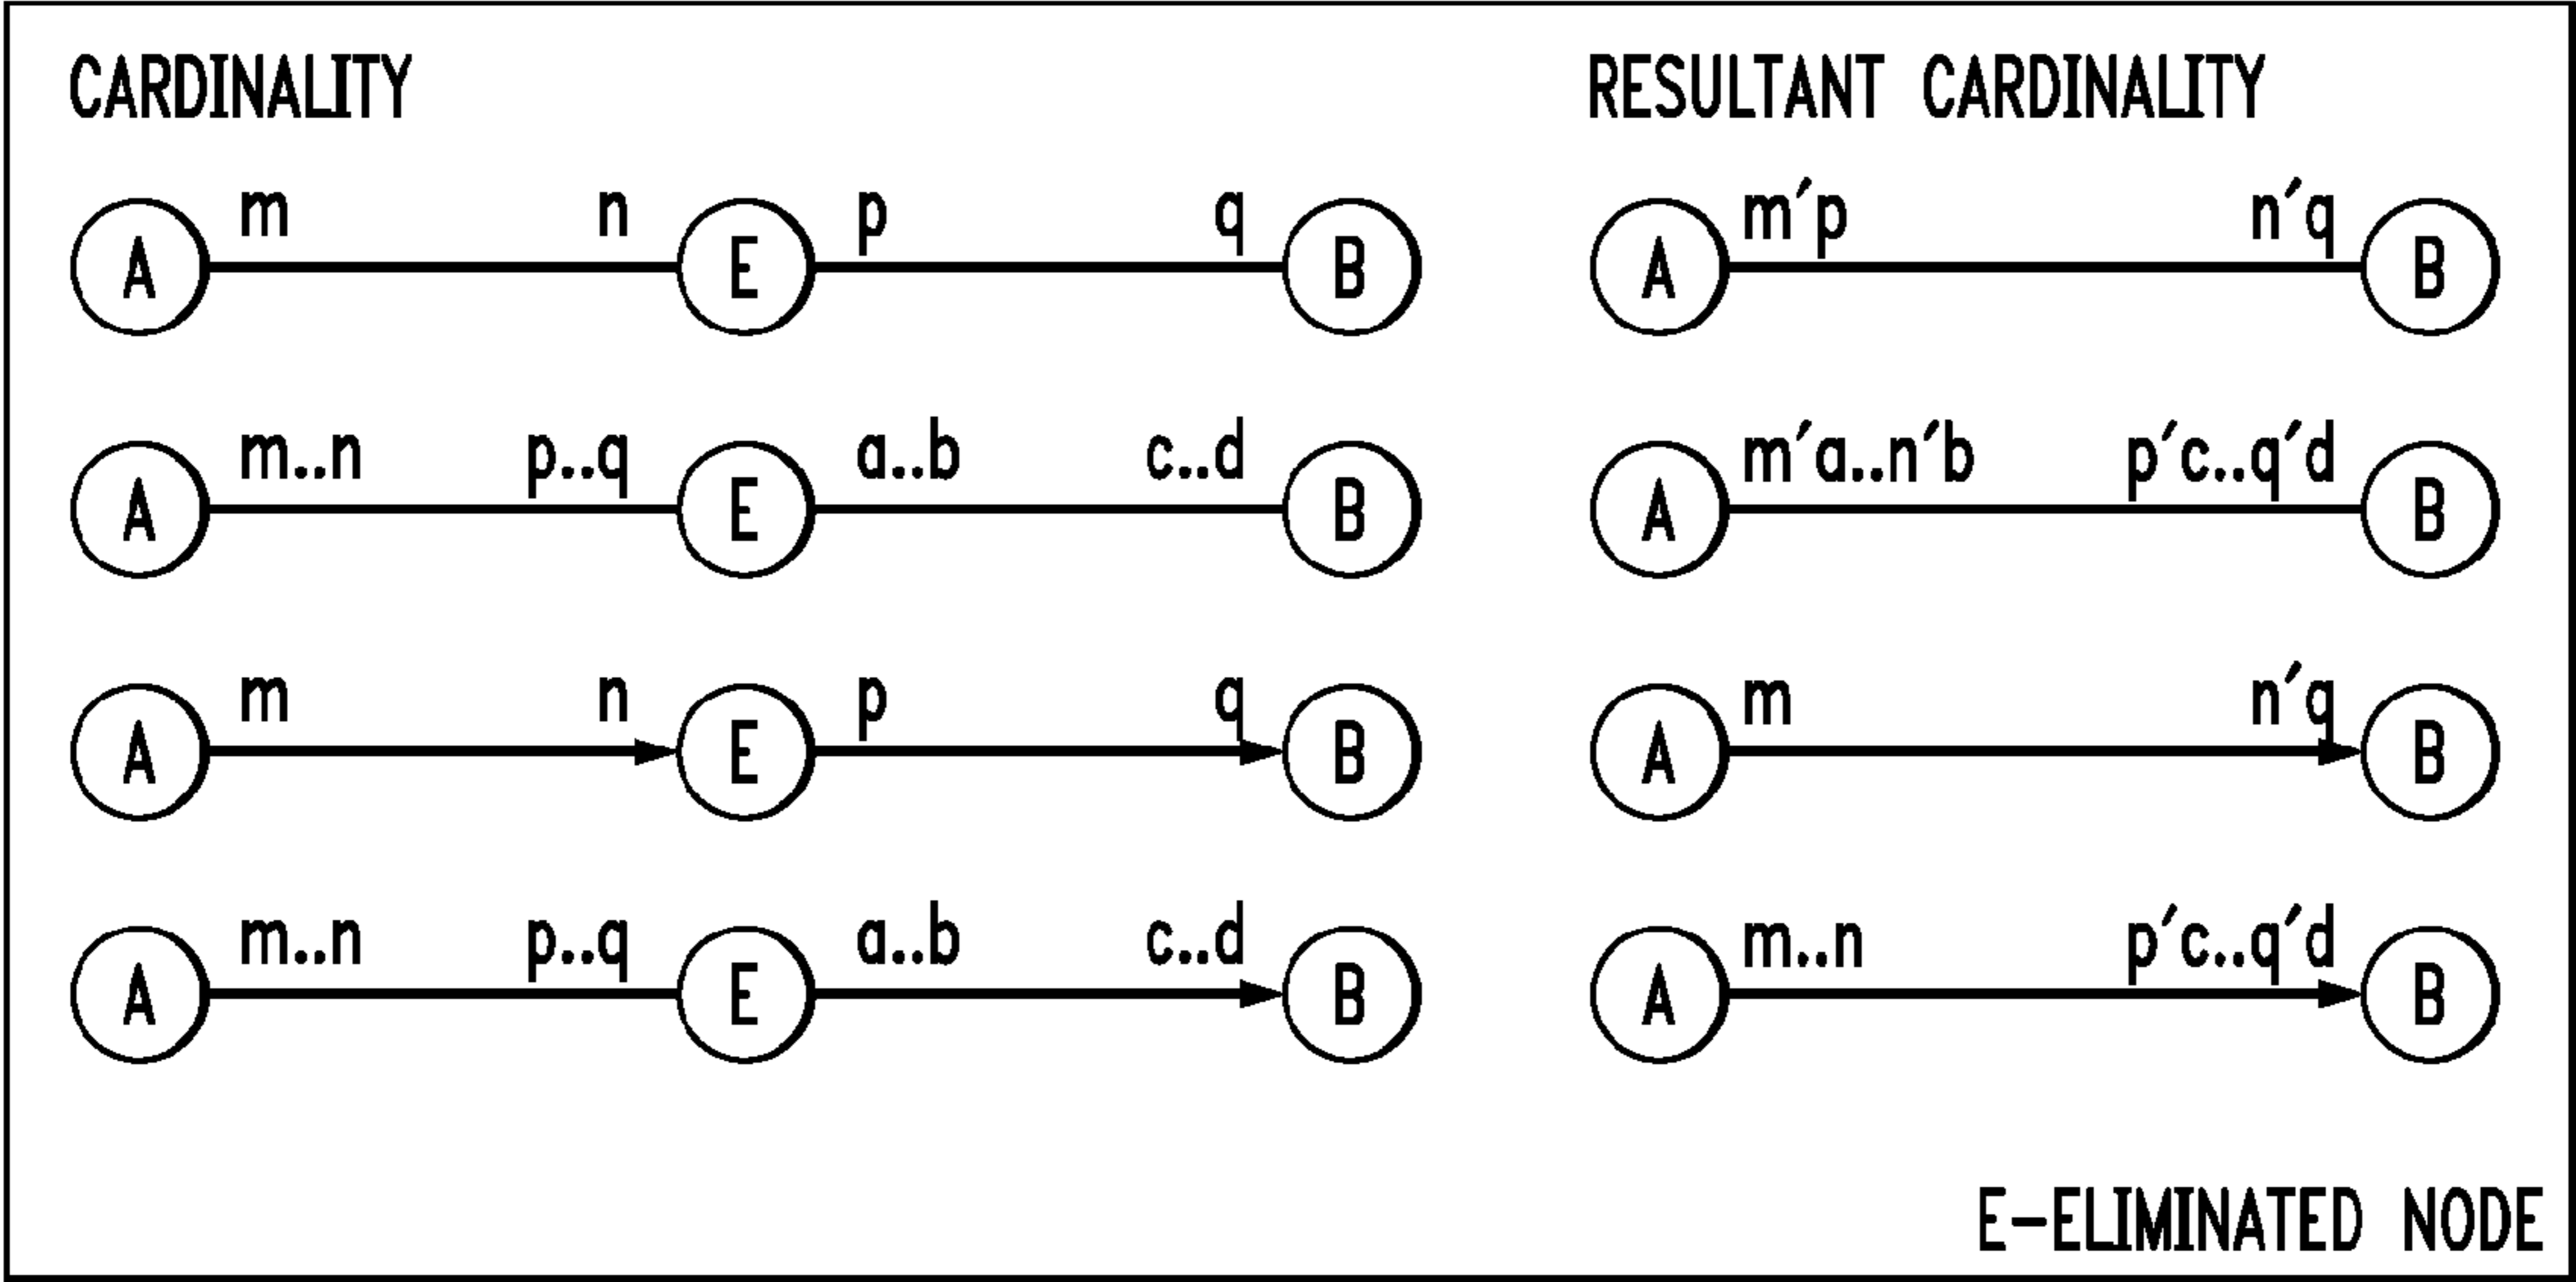 CARDINALITY RESULTANT CARDINALITY
m n p q m′p n′q
A E B A B
m..n p..q a..b c..d m′a..n′b p′c..q′d
A E B A B
m n p q m n′q
A E B A B
m..n p..q a..b c..d m..n p′c..q′d
A E B A B
E-ELIMINATED NODE